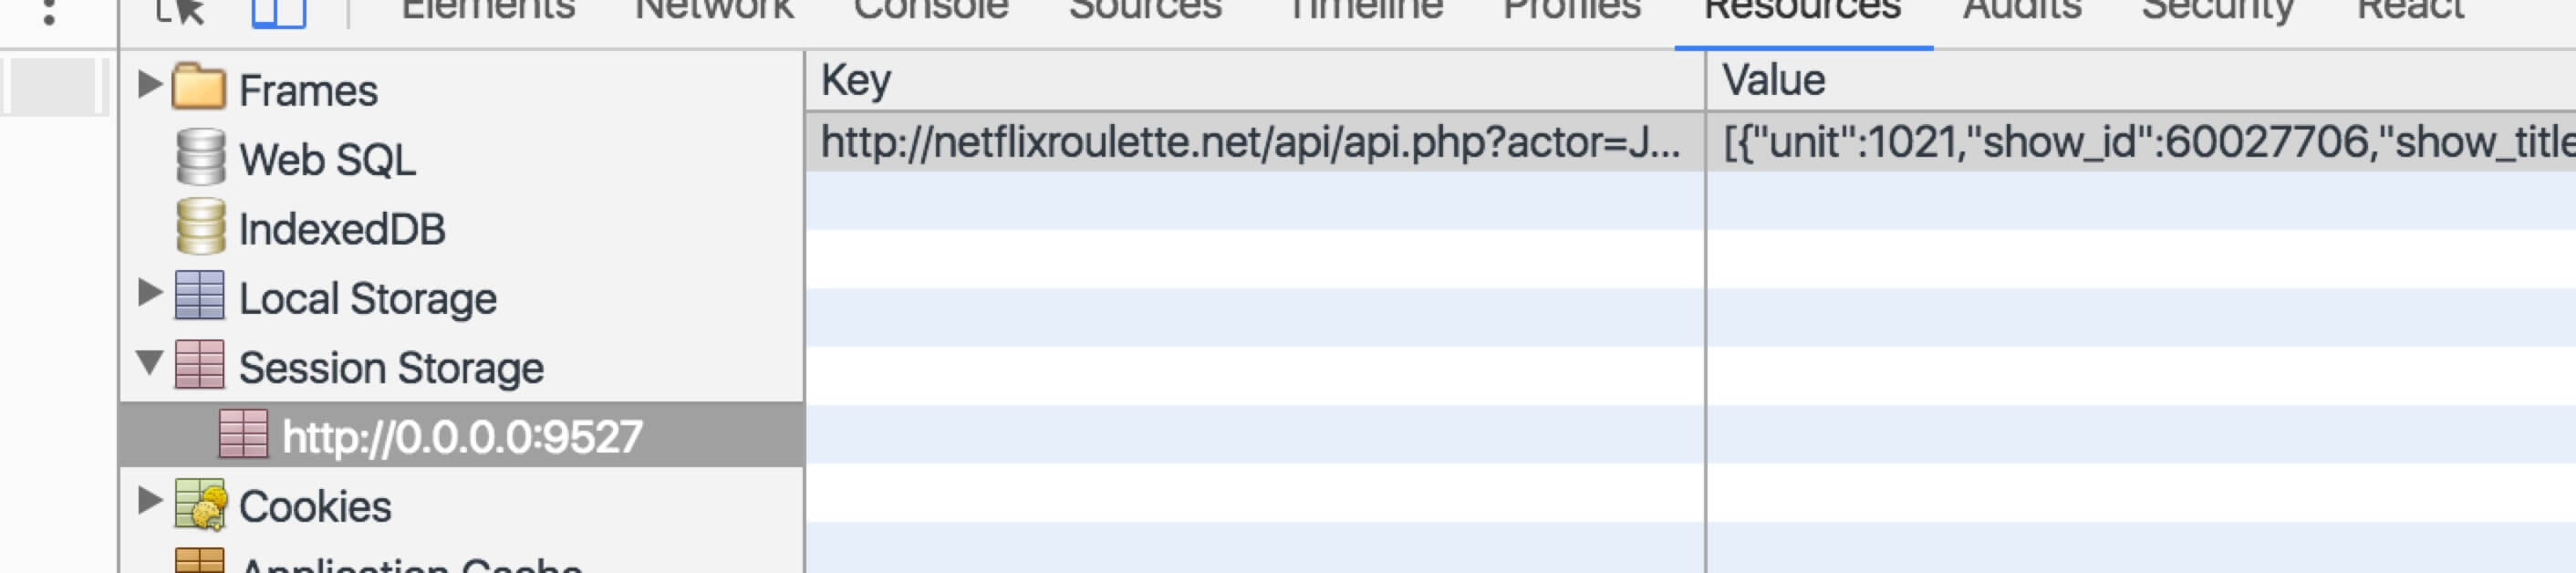 Elements Network Console Sources Timeline Profiles Resources Audits Security React
Key Value
Frames
http://netflixroulette.net/api/api.php?actor=J... [{"unit":1021,"show_id":60027706,"show_title
Web SQL
IndexedDB
Local Storage
Session Storage
http://0.0.0.0:9527
Cookies
Application Cache